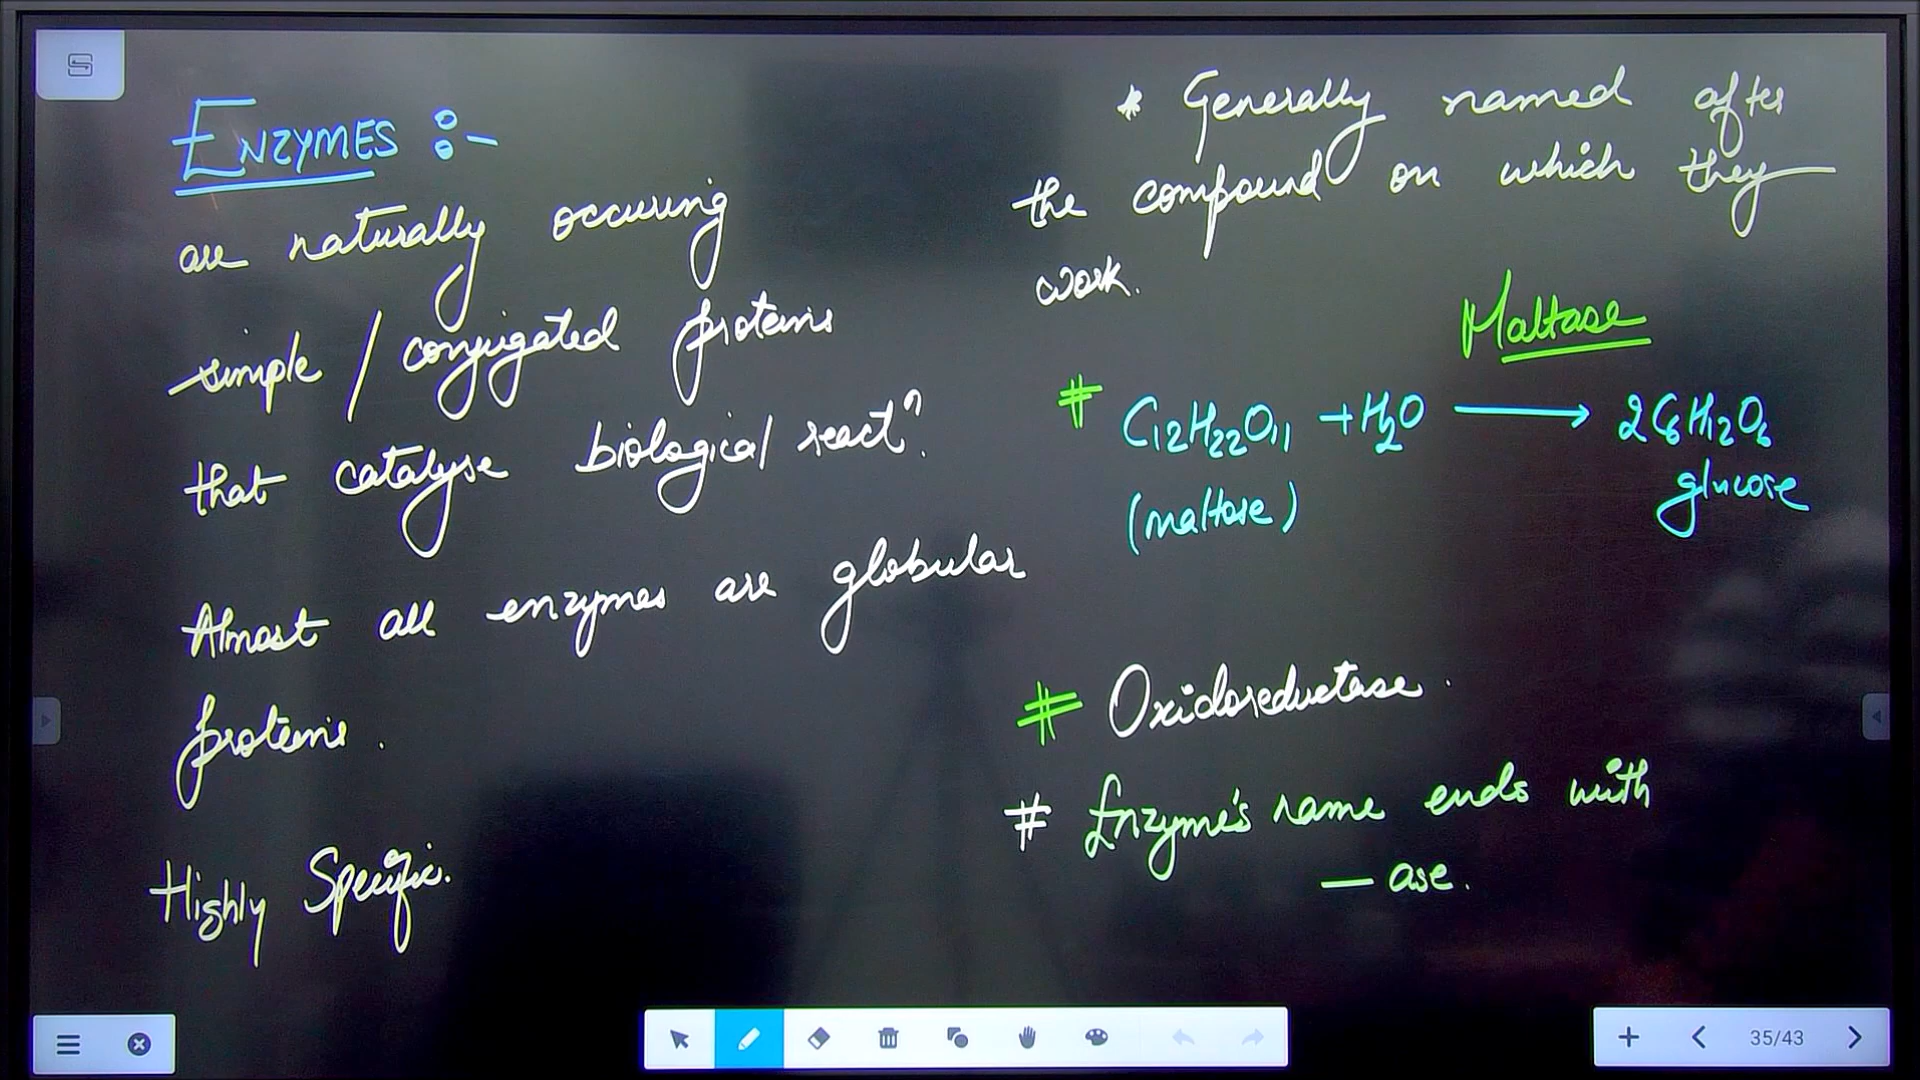 ENZYMES :-
are naturally occuring
simple / conjugated proteins
that catalyse biological reactⁿ.
Almost all enzymes are globular
proteins.
Highly Specific.
* Generally named after
the compound on which they
work.
Maltase
# C12H22O11 + H2O ⟶ 2C6H12O6
(maltose) glucose
# Oxidoreductase.
# Enzyme's name ends with
— ase.
35/43